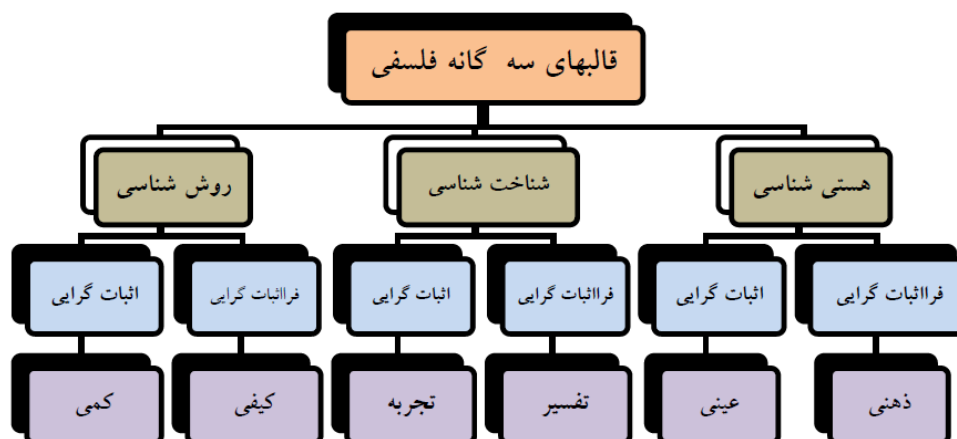 قالبهای سه گانه فلسفی
هستی شناسی
شناخت شناسی
روش شناسی
فرااثبات گرایی
اثبات گرایی
فرااثبات گرایی
اثبات گرایی
فرااثبات گرایی
اثبات گرایی
ذهنی
عینی
تفسیر
تجربه
کیفی
کمی